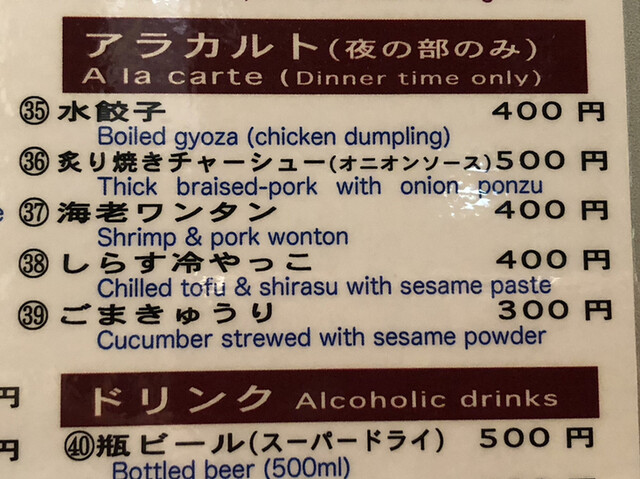 アラカルト(夜の部のみ)
A la carte (Dinner time only)
㉟水餃子 400円
Boiled gyoza (chicken dumpling)
㊱炙り焼きチャーシュー(オニオンソース)500円
Thick braised-pork with onion ponzu
㊲海老ワンタン 400円
Shrimp & pork wonton
㊳しらす冷やっこ 400円
Chilled tofu & shirasu with sesame paste
㊴ごまきゅうり 300円
Cucumber strewed with sesame powder
ドリンク Alcoholic drinks
円
㊵瓶ビール(スーパードライ) 500円
円
Bottled beer (500ml)